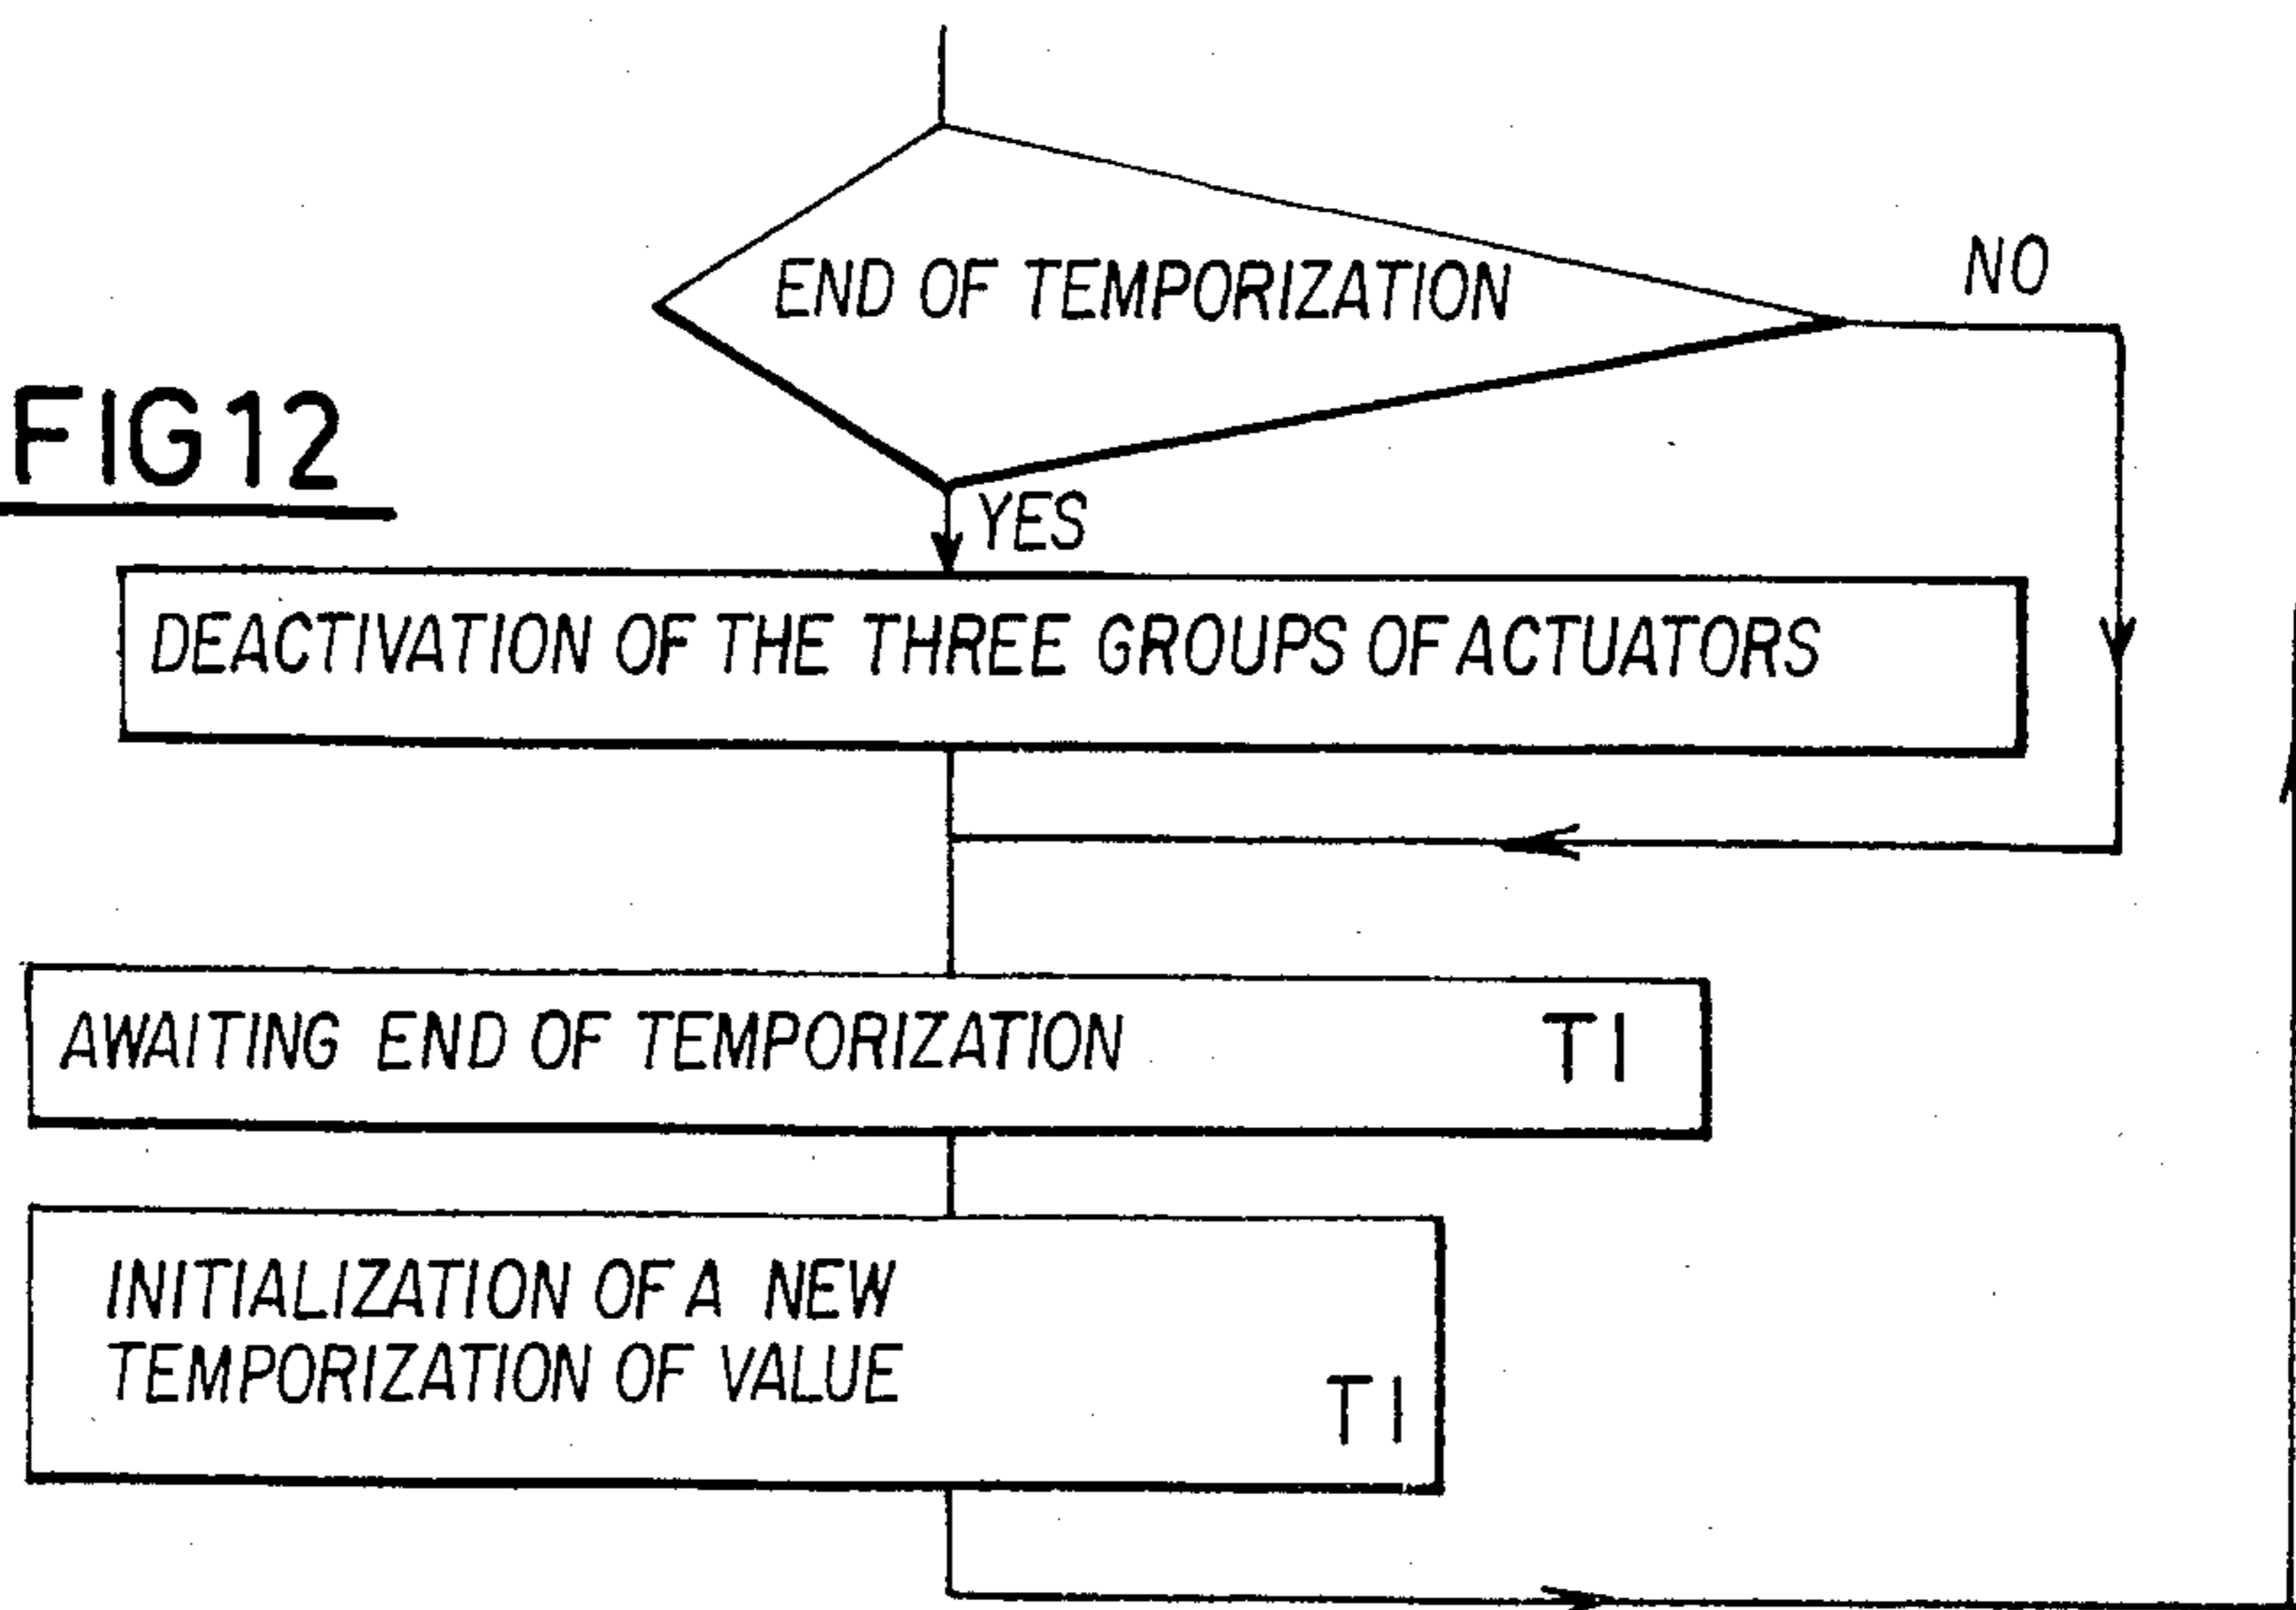 END OF TEMPORIZATION
NO
FIG12
YES
DEACTIVATION OF THE THREE GROUPS OF ACTUATORS
AWAITING END OF TEMPORIZATION T1
INITIALIZATION OF A NEW
TEMPORIZATION OF VALUE
T1